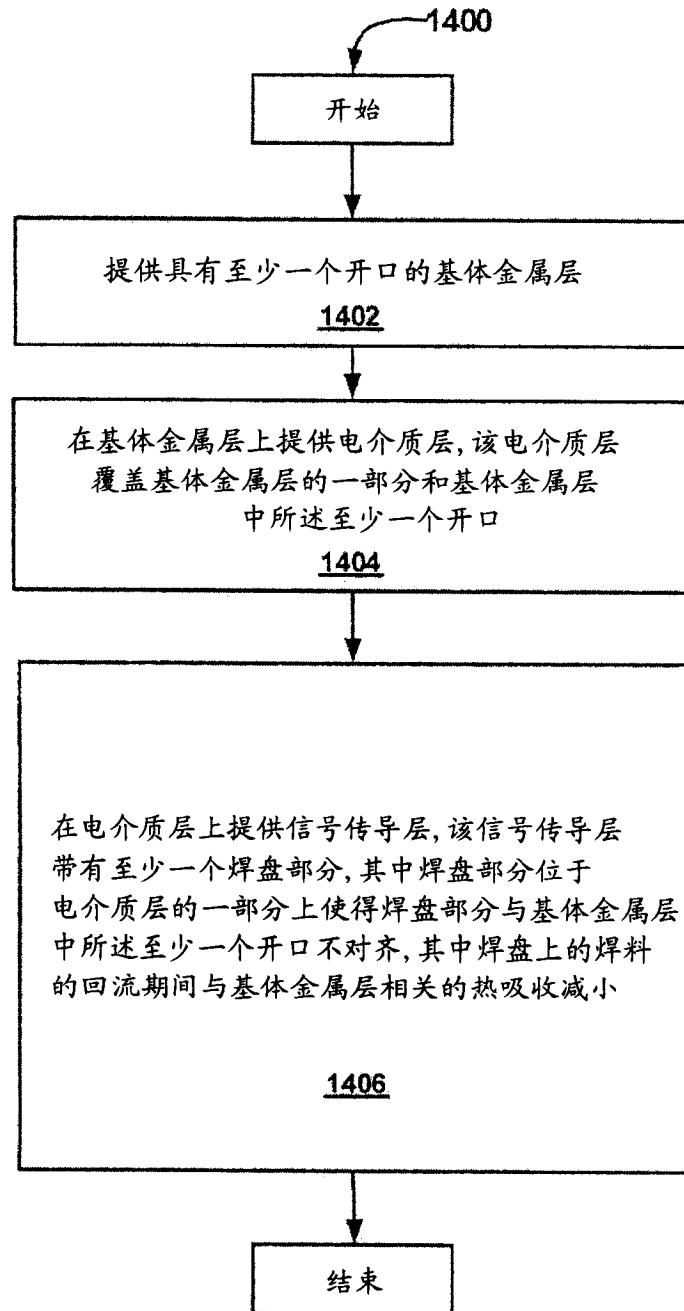 1400
开始
提供具有至少一个开口的基体金属层
1402
在基体金属层上提供电介质层,该电介质层
覆盖基体金属层的一部分和基体金属层
中所述至少一个开口
1404
在电介质层上提供信号传导层,该信号传导层
带有至少一个焊盘部分,其中焊盘部分位于
电介质层的一部分上使得焊盘部分与基体金属层
中所述至少一个开口不对齐,其中焊盘上的焊料
的回流期间与基体金属层相关的热吸收减小
1406
结束